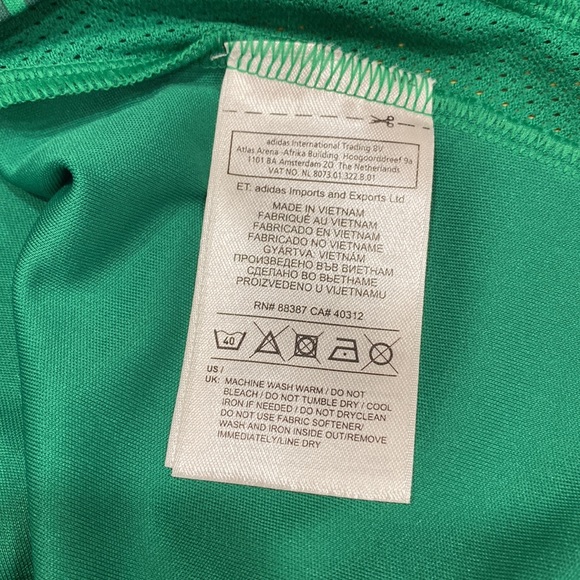 adidas International Trading BV
Atlas Arena -Afrika Building Hoogoorddreef 9a
1101 BA Amsterdam ZO The Netherlands
VAT NO. NL 8073.01.322.B.01
ET: adidas Imports and Exports Ltd
MADE IN VIETNAM
FABRIQUÉ AU VIETNAM
FABRICADO EN VIETNAM
FABRICADO NO VIETNAME
GYÁRTVA: VIETNÁM
ПРОИЗВЕДЕНО ВЪВ ВИЕТНАМ
СДЕЛАНО ВО ВЬЕТНАМЕ
PROIZVEDENO U VIJETNAMU
RN# 88387 CA# 40312
40
US /
UK: MACHINE WASH WARM / DO NOT
BLEACH / DO NOT TUMBLE DRY / COOL
IRON IF NEEDED / DO NOT DRYCLEAN
DO NOT USE FABRIC SOFTENER/
WASH AND IRON INSIDE OUT/REMOVE
IMMEDIATELY/LINE DRY